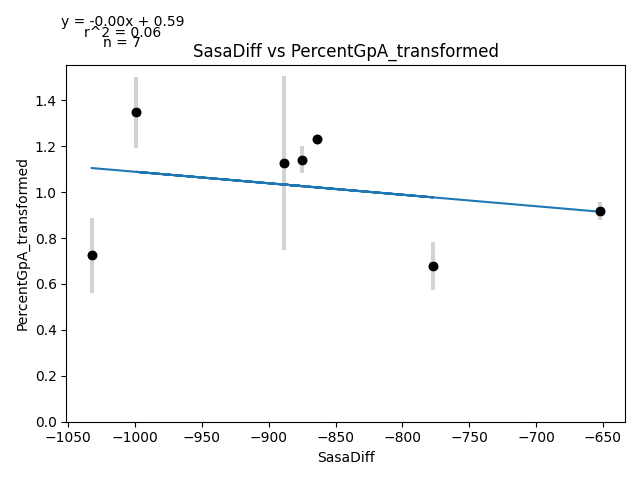 y = -0.00x + 0.59
r^2 = 0.06
n = 7
SasaDiff vs PercentGpA_transformed
PercentGpA_transformed
1.4
1.2
1.0
0.8
0.6
0.4
0.2
0.0
−1050 −1000 −950 −900 −850 −800 −750 −700 −650
SasaDiff